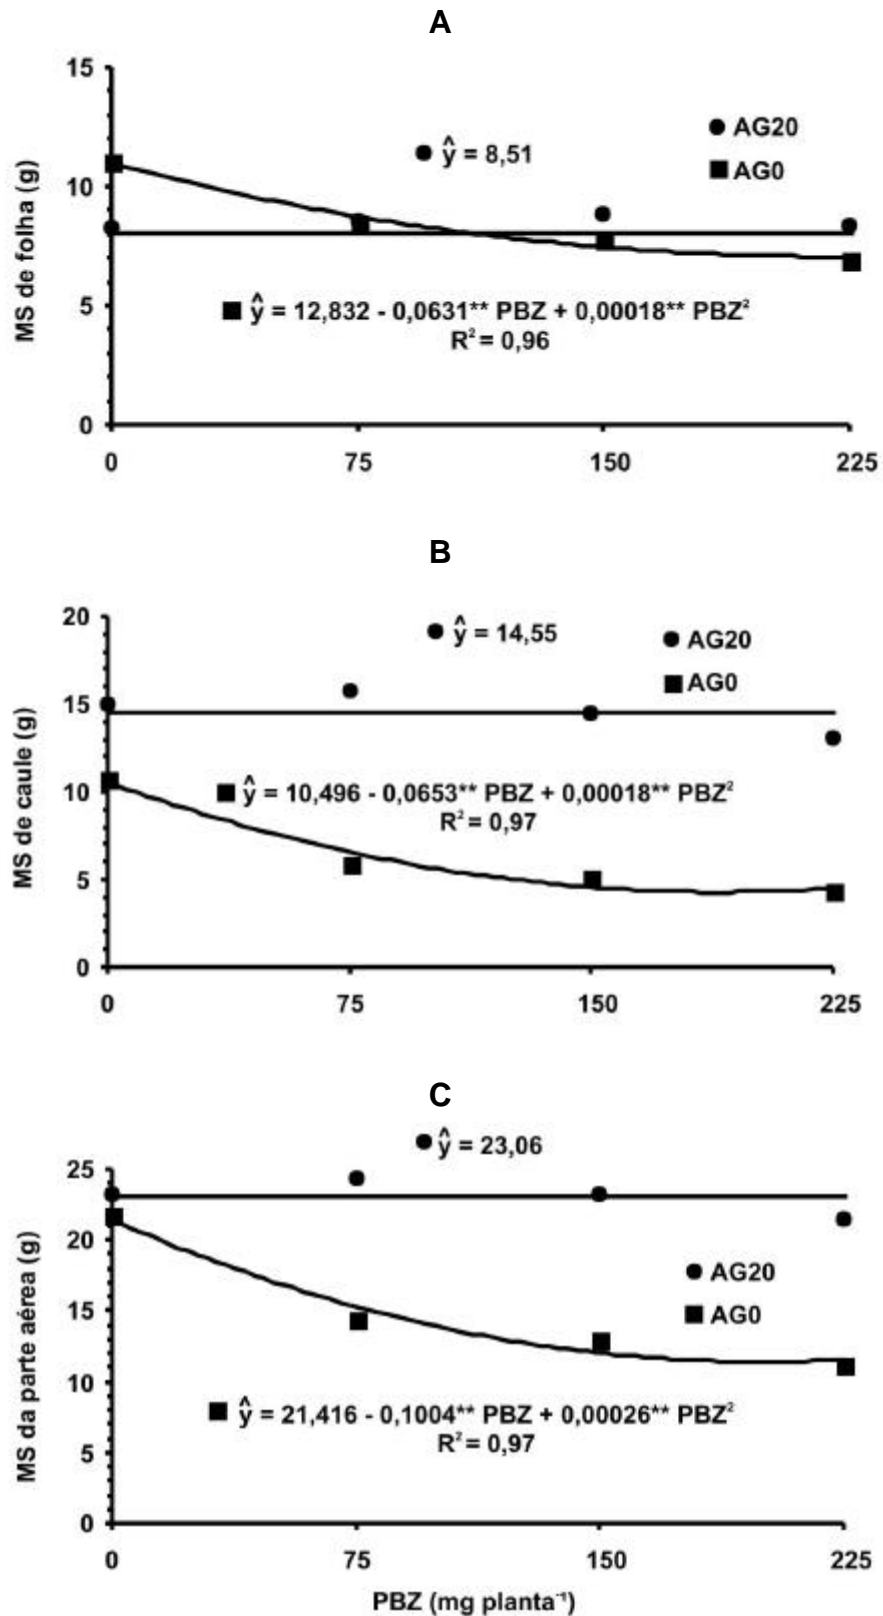 A
15
AG20
ŷ = 8,51
AG0
10
MS de folha (g)
5
ŷ = 12,832 - 0,0631** PBZ + 0,00018** PBZ²
R² = 0,96
0
0 75 150 225
B
20
ŷ = 14,55
AG20
AG0
15
MS de caule (g)
10
ŷ = 10,496 - 0,0653** PBZ + 0,00018** PBZ²
R² = 0,97
5
0
0 75 150 225
C
ŷ = 23,06
25
20
MS da parte aérea (g)
AG20
AG0
15
10
ŷ = 21,416 - 0,1004** PBZ + 0,00026** PBZ²
R² = 0,97
5
0
0 75 150 225
PBZ (mg planta⁻¹)